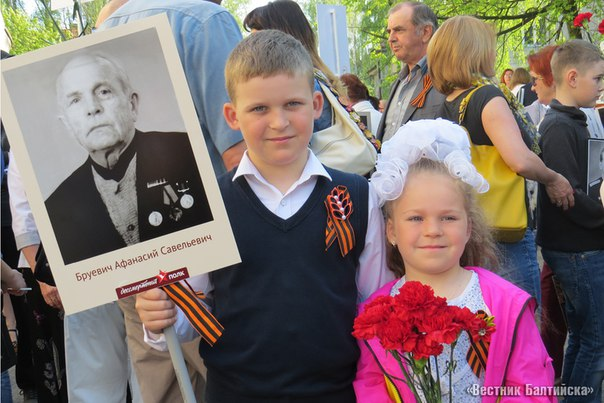 Бруевич Афанасий Савельевич
бессмертный полк
«Вестник Балтийска»